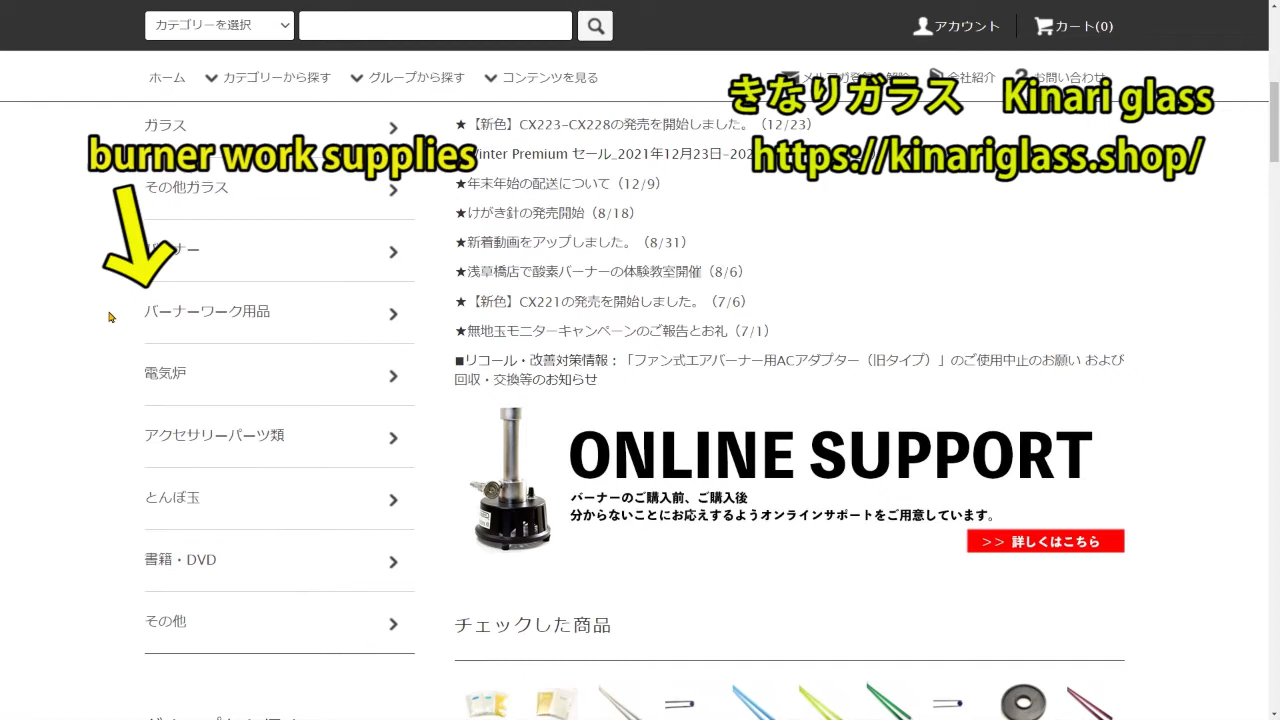 カテゴリーを選択
アカウント
カート(0)
ホーム
カテゴリーから探す
グループから探す
コンテンツを見る
会社紹介
お問い合わせ
きなりガラス Kinari glass
https://kinariglass.shop/
burner work supplies
ガラス
その他ガラス
バーナーワーク用品
電気炉
アクセサリーパーツ類
とんぼ玉
書籍・DVD
その他
★【新色】CX223-CX228の発売を開始しました。（12/23）
Winter Premium セール_2021年12月23日-202
★年末年始の配送について（12/9）
★けがき針の発売開始（8/18）
★新着動画をアップしました。（8/31）
★浅草橋店で酸素バーナーの体験教室開催（8/6）
★【新色】CX221の発売を開始しました。（7/6）
★無地玉モニターキャンペーンのご報告とお礼（7/1）
■リコール・改善対策情報：「ファン式エアバーナー用ACアダプター（旧タイプ）」のご使用中止のお願い および
回収・交換等のお知らせ
ONLINE SUPPORT
バーナーのご購入前、ご購入後
分からないことにお応えするようオンラインサポートをご用意しています。
>> 詳しくはこちら
チェックした商品